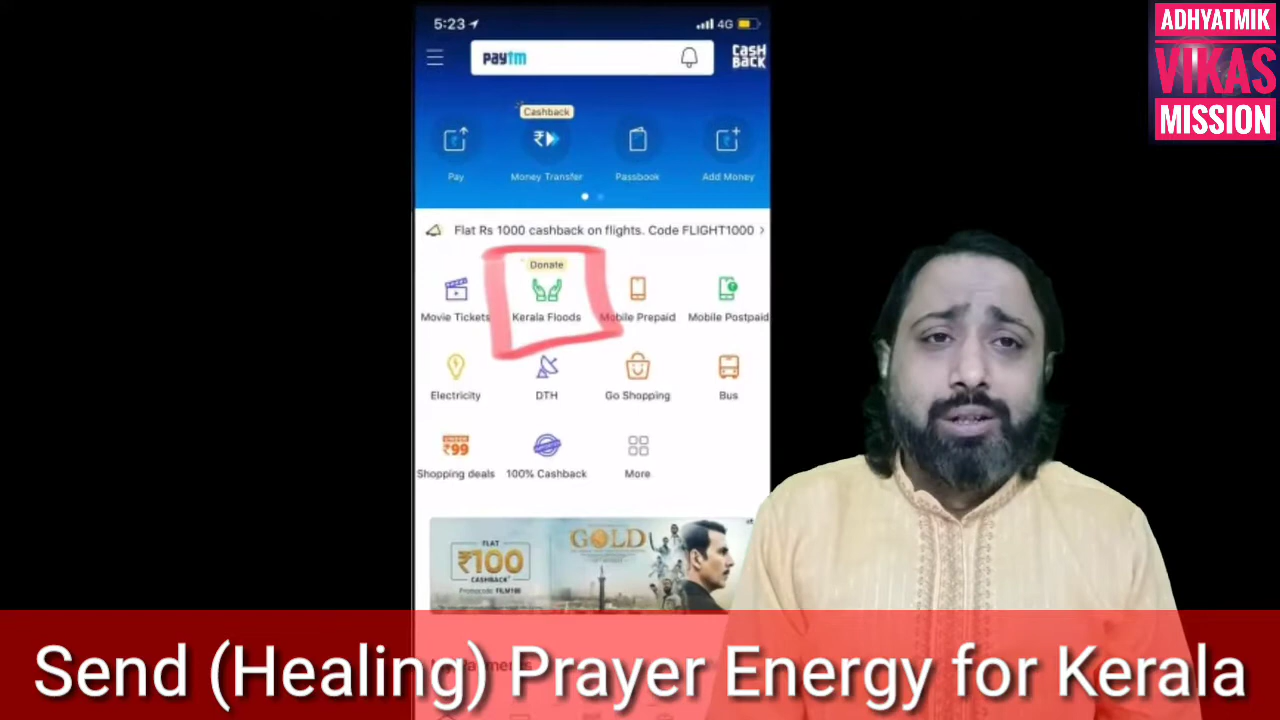 5:23
4G
paytm
CASH
BACK
Cashback
Pay
Money Transfer
Passbook
Add Money
Flat Rs 1000 cashback on flights. Code FLIGHT1000
Donate
Movie Tickets
Kerala Floods
Mobile Prepaid
Mobile Postpaid
Electricity
DTH
Go Shopping
Bus
₹99
Shopping deals
100% Cashback
More
FLAT
₹100
CASHBACK*
GOLD
ADHYATMIK
VIKAS
MISSION
Send (Healing) Prayer Energy for Kerala